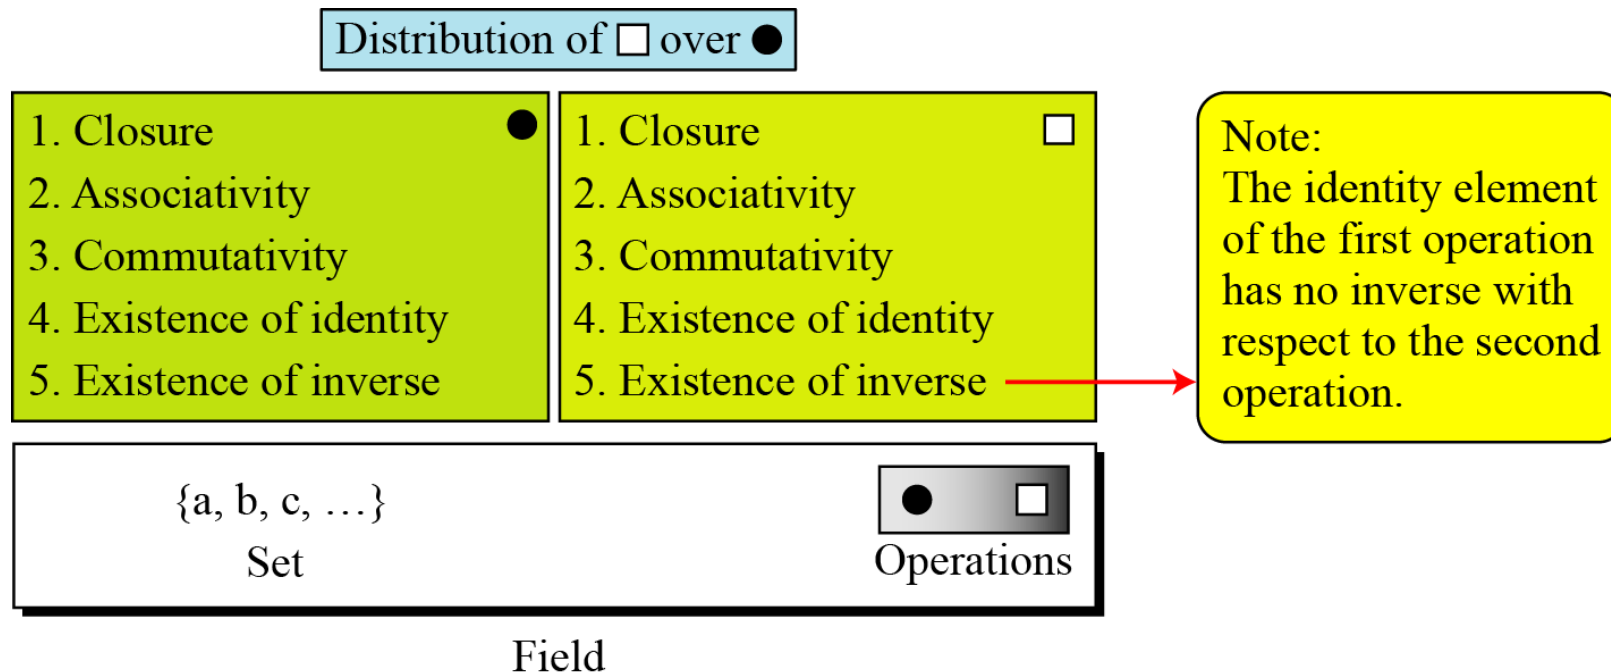 Distribution of □ over ●
1. Closure
2. Associativity
3. Commutativity
4. Existence of identity
5. Existence of inverse
1. Closure
2. Associativity
3. Commutativity
4. Existence of identity
5. Existence of inverse
Note:
The identity element
of the first operation
has no inverse with
respect to the second
operation.
{a, b, c, …}
Set
Operations
Field